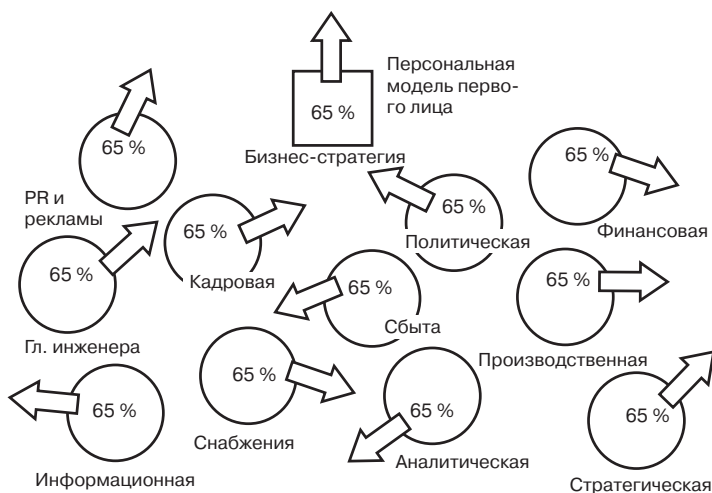 Персональная
модель перво-
го лица
65 %
Бизнес-стратегия
65 %
PR и
рекламы
65 %
Финансовая
65 %
Кадровая
65 %
Политическая
65 %
Гл. инженера
65 %
Сбыта
65 %
Производственная
65 %
Информационная
65 %
Снабжения
65 %
Аналитическая
65 %
Стратегическая